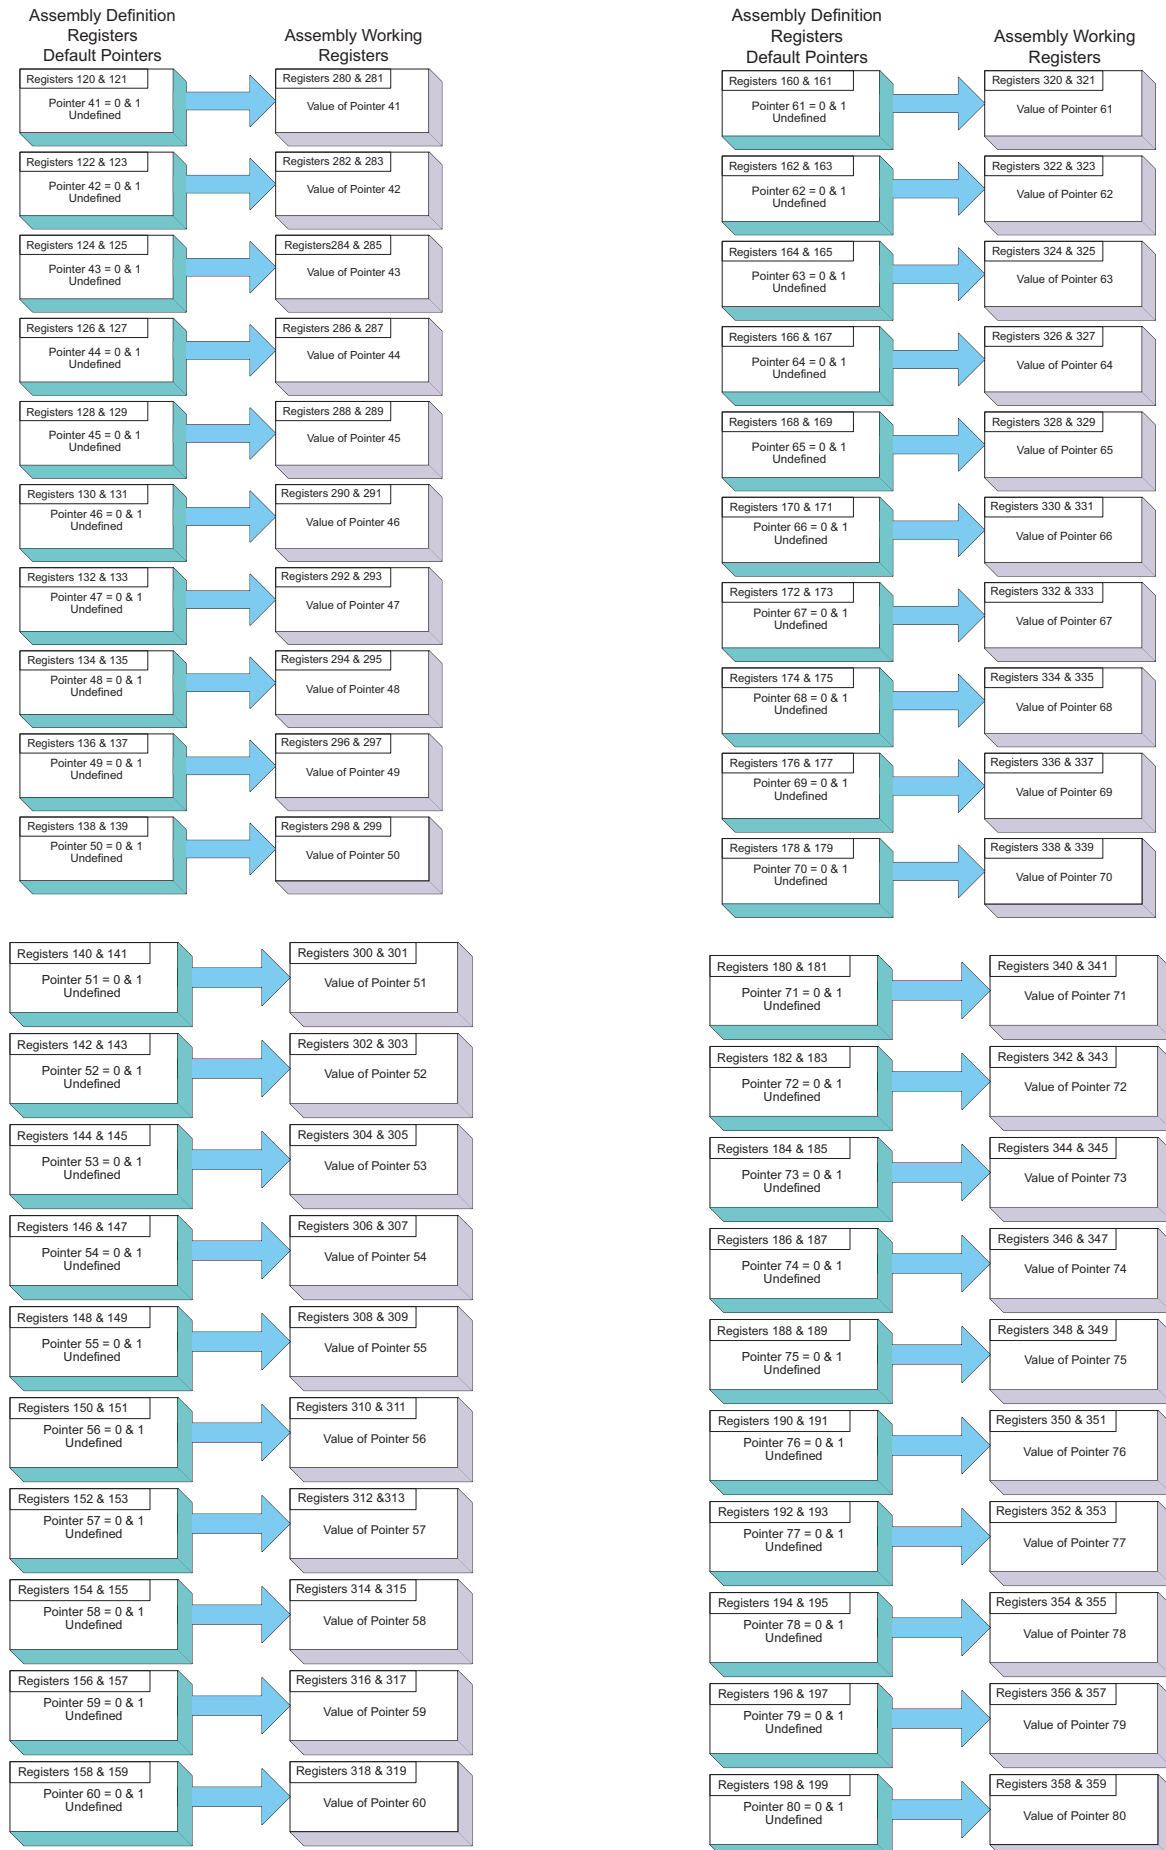 Assembly Definition
Registers
Default Pointers
Assembly Working
Registers
Registers 120 & 121
Pointer 41 = 0 & 1
Undefined
Registers 280 & 281
Value of Pointer 41
Registers 122 & 123
Pointer 42 = 0 & 1
Undefined
Registers 282 & 283
Value of Pointer 42
Registers 124 & 125
Pointer 43 = 0 & 1
Undefined
Registers284 & 285
Value of Pointer 43
Registers 126 & 127
Pointer 44 = 0 & 1
Undefined
Registers 286 & 287
Value of Pointer 44
Registers 128 & 129
Pointer 45 = 0 & 1
Undefined
Registers 288 & 289
Value of Pointer 45
Registers 130 & 131
Pointer 46 = 0 & 1
Undefined
Registers 290 & 291
Value of Pointer 46
Registers 132 & 133
Pointer 47 = 0 & 1
Undefined
Registers 292 & 293
Value of Pointer 47
Registers 134 & 135
Pointer 48 = 0 & 1
Undefined
Registers 294 & 295
Value of Pointer 48
Registers 136 & 137
Pointer 49 = 0 & 1
Undefined
Registers 296 & 297
Value of Pointer 49
Registers 138 & 139
Pointer 50 = 0 & 1
Undefined
Registers 298 & 299
Value of Pointer 50
Registers 140 & 141
Pointer 51 = 0 & 1
Undefined
Registers 300 & 301
Value of Pointer 51
Registers 142 & 143
Pointer 52 = 0 & 1
Undefined
Registers 302 & 303
Value of Pointer 52
Registers 144 & 145
Pointer 53 = 0 & 1
Undefined
Registers 304 & 305
Value of Pointer 53
Registers 146 & 147
Pointer 54 = 0 & 1
Undefined
Registers 306 & 307
Value of Pointer 54
Registers 148 & 149
Pointer 55 = 0 & 1
Undefined
Registers 308 & 309
Value of Pointer 55
Registers 150 & 151
Pointer 56 = 0 & 1
Undefined
Registers 310 & 311
Value of Pointer 56
Registers 152 & 153
Pointer 57 = 0 & 1
Undefined
Registers 312 &313
Value of Pointer 57
Registers 154 & 155
Pointer 58 = 0 & 1
Undefined
Registers 314 & 315
Value of Pointer 58
Registers 156 & 157
Pointer 59 = 0 & 1
Undefined
Registers 316 & 317
Value of Pointer 59
Registers 158 & 159
Pointer 60 = 0 & 1
Undefined
Registers 318 & 319
Value of Pointer 60
Assembly Definition
Registers
Default Pointers
Assembly Working
Registers
Registers 160 & 161
Pointer 61 = 0 & 1
Undefined
Registers 320 & 321
Value of Pointer 61
Registers 162 & 163
Pointer 62 = 0 & 1
Undefined
Registers 322 & 323
Value of Pointer 62
Registers 164 & 165
Pointer 63 = 0 & 1
Undefined
Registers 324 & 325
Value of Pointer 63
Registers 166 & 167
Pointer 64 = 0 & 1
Undefined
Registers 326 & 327
Value of Pointer 64
Registers 168 & 169
Pointer 65 = 0 & 1
Undefined
Registers 328 & 329
Value of Pointer 65
Registers 170 & 171
Pointer 66 = 0 & 1
Undefined
Registers 330 & 331
Value of Pointer 66
Registers 172 & 173
Pointer 67 = 0 & 1
Undefined
Registers 332 & 333
Value of Pointer 67
Registers 174 & 175
Pointer 68 = 0 & 1
Undefined
Registers 334 & 335
Value of Pointer 68
Registers 176 & 177
Pointer 69 = 0 & 1
Undefined
Registers 336 & 337
Value of Pointer 69
Registers 178 & 179
Pointer 70 = 0 & 1
Undefined
Registers 338 & 339
Value of Pointer 70
Registers 180 & 181
Pointer 71 = 0 & 1
Undefined
Registers 340 & 341
Value of Pointer 71
Registers 182 & 183
Pointer 72 = 0 & 1
Undefined
Registers 342 & 343
Value of Pointer 72
Registers 184 & 185
Pointer 73 = 0 & 1
Undefined
Registers 344 & 345
Value of Pointer 73
Registers 186 & 187
Pointer 74 = 0 & 1
Undefined
Registers 346 & 347
Value of Pointer 74
Registers 188 & 189
Pointer 75 = 0 & 1
Undefined
Registers 348 & 349
Value of Pointer 75
Registers 190 & 191
Pointer 76 = 0 & 1
Undefined
Registers 350 & 351
Value of Pointer 76
Registers 192 & 193
Pointer 77 = 0 & 1
Undefined
Registers 352 & 353
Value of Pointer 77
Registers 194 & 195
Pointer 78 = 0 & 1
Undefined
Registers 354 & 355
Value of Pointer 78
Registers 196 & 197
Pointer 79 = 0 & 1
Undefined
Registers 356 & 357
Value of Pointer 79
Registers 198 & 199
Pointer 80 = 0 & 1
Undefined
Registers 358 & 359
Value of Pointer 80